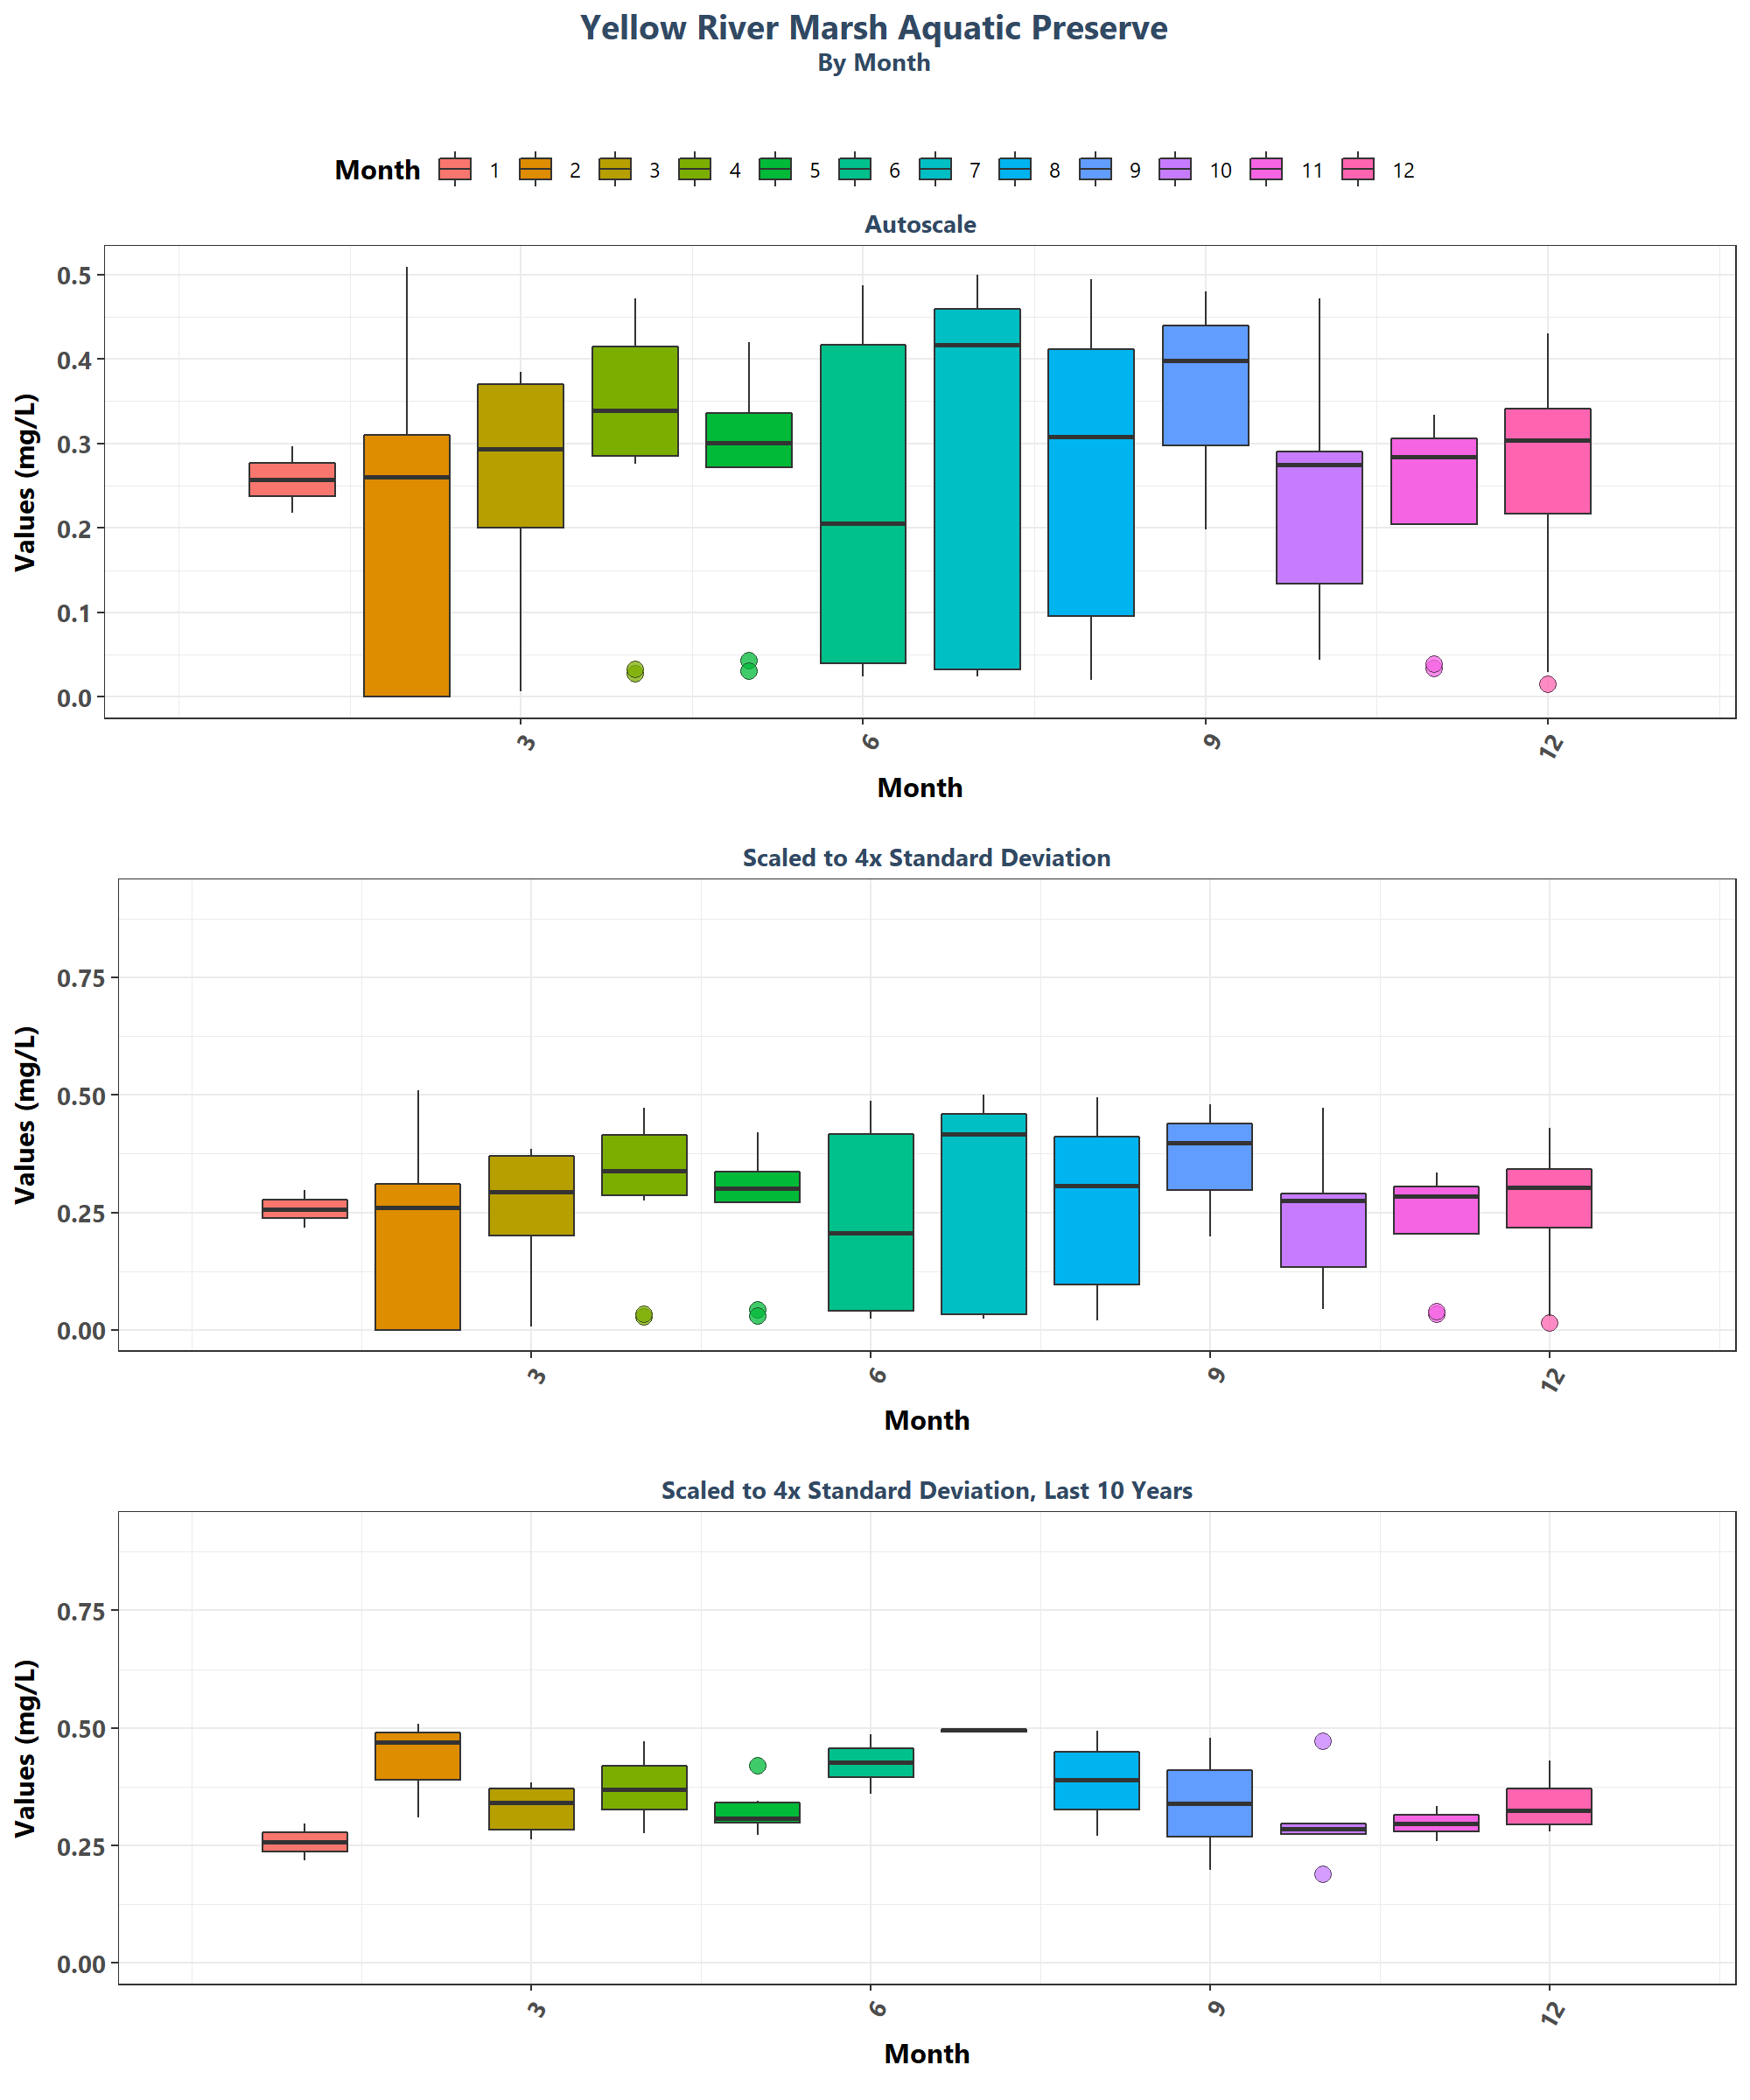 Yellow River Marsh Aquatic Preserve
By Month
Month 1 2 3 4 5 6 7 8 9 10 11 12
Autoscale
Values (mg/L)
0.5
0.4
0.3
0.2
0.1
0.0
3 6 9 12
Month
Scaled to 4x Standard Deviation
Values (mg/L)
0.75
0.50
0.25
0.00
3 6 9 12
Month
Scaled to 4x Standard Deviation, Last 10 Years
Values (mg/L)
0.75
0.50
0.25
0.00
3 6 9 12
Month